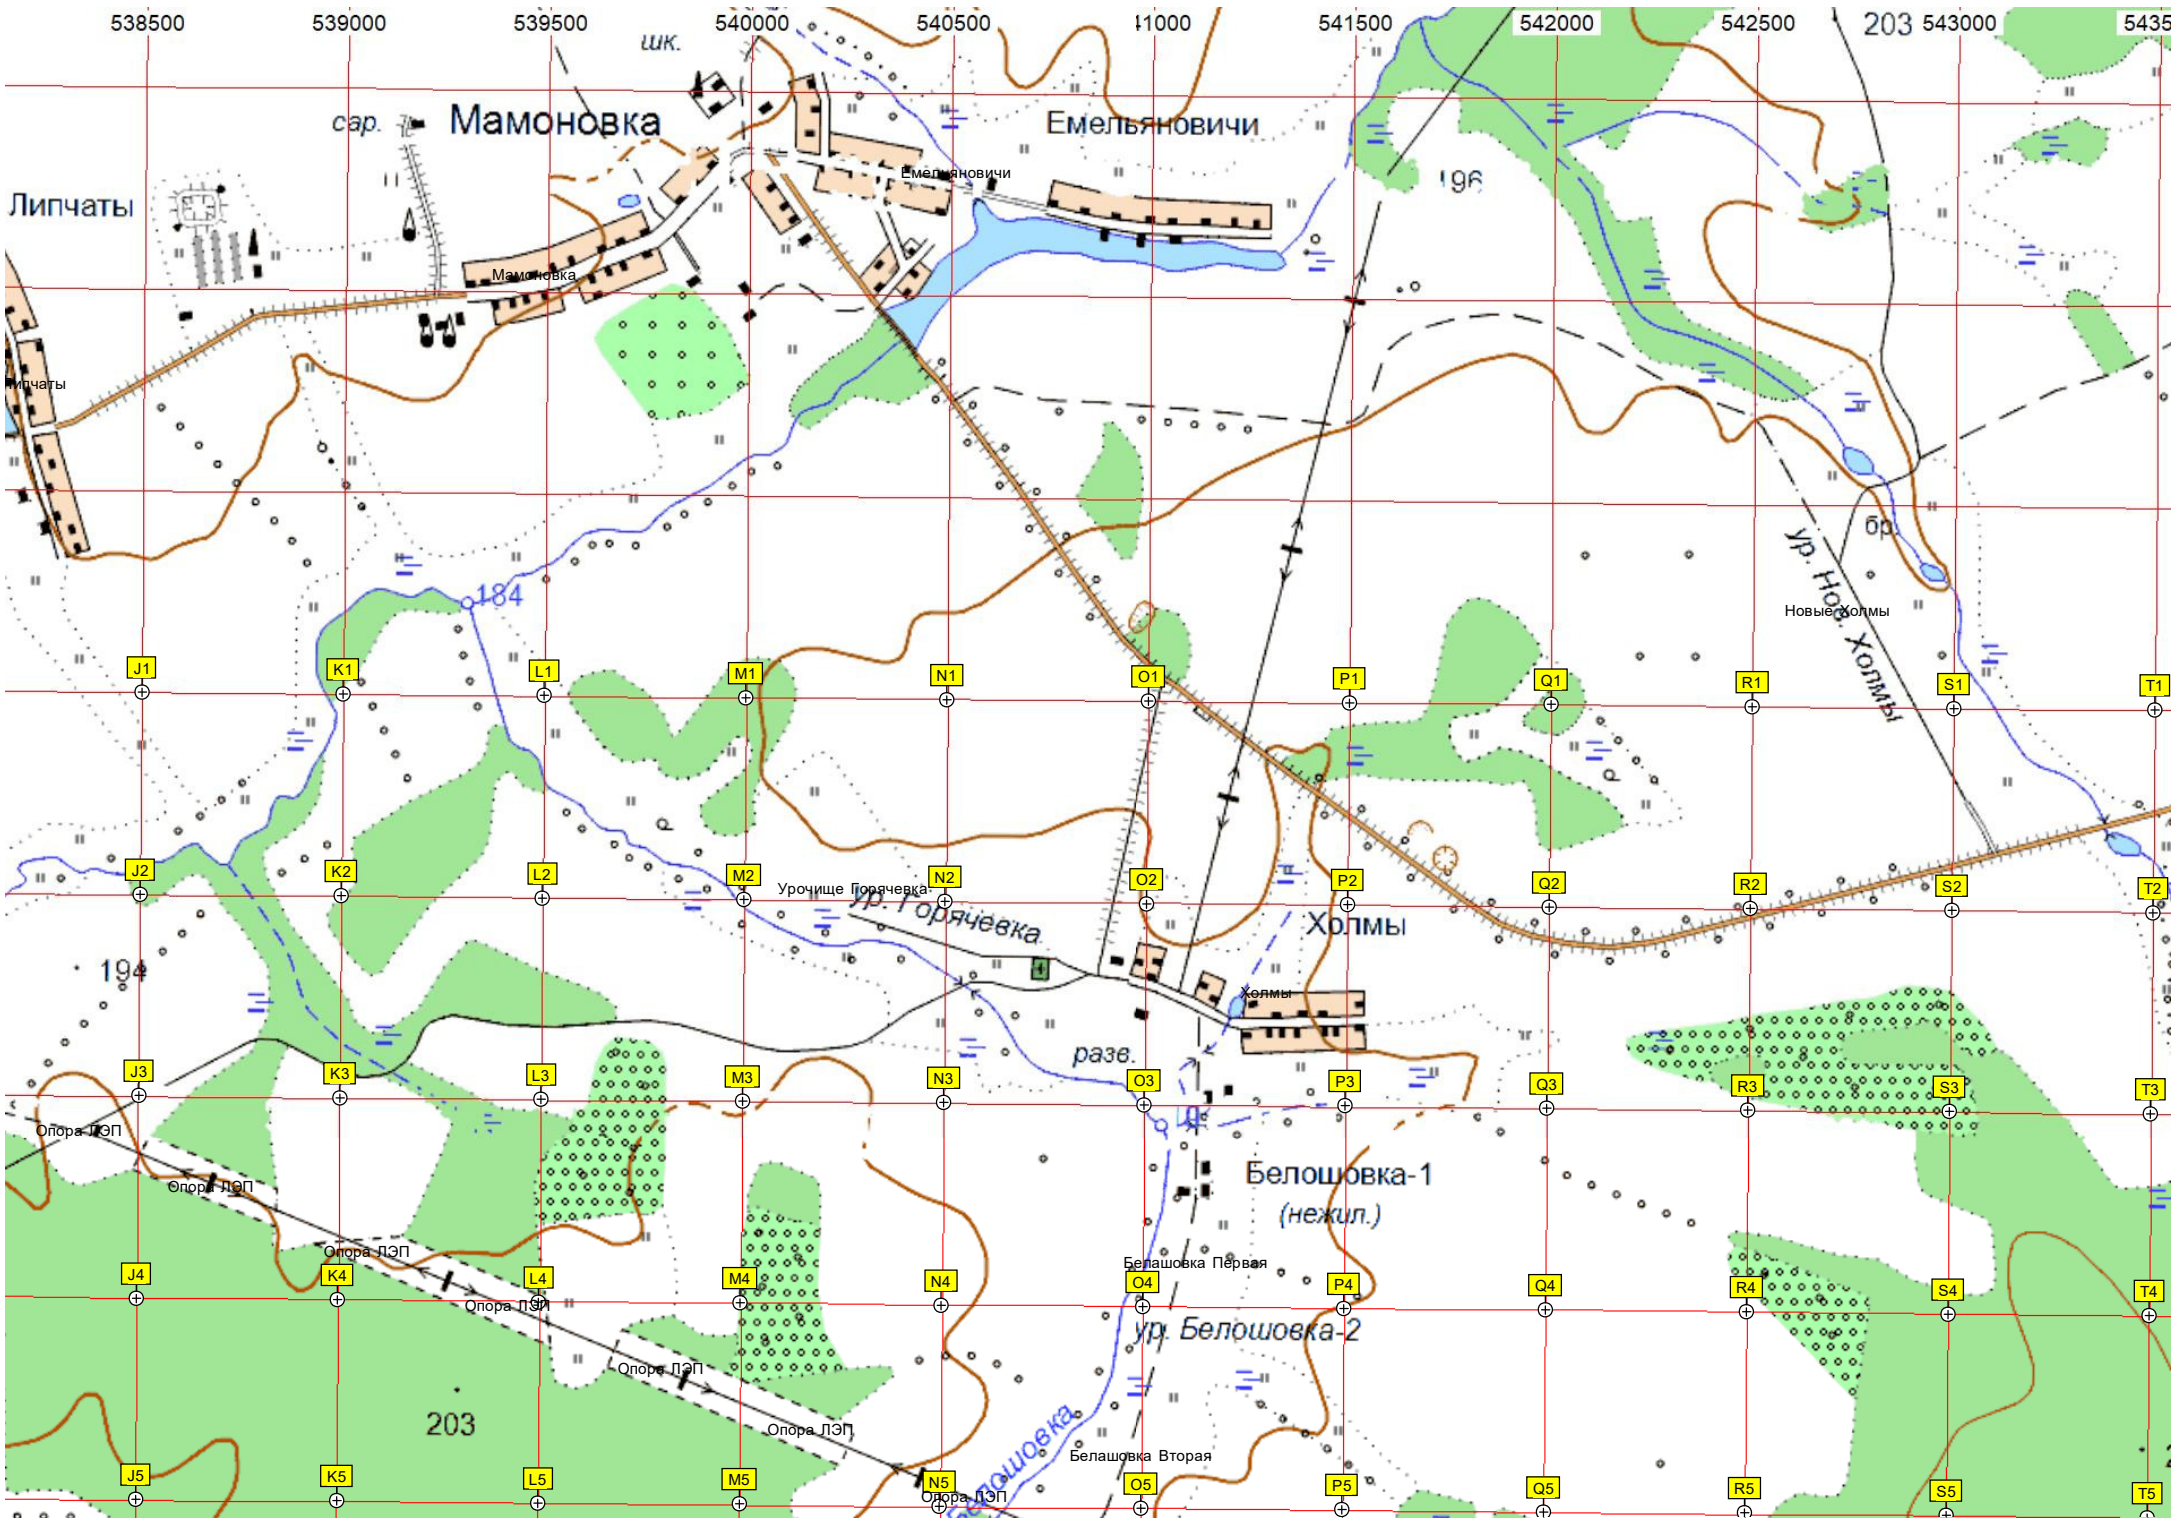 538500 539000 539500 540000 540500 41000 541500 542000 542500 203 543000 5435
шк.
сар. Мамоновка Емельяновичи
Емельяновичи 196
Липчаты
Мамоновка
Липчаты
бр.
184 ур. Нов. Холмы
Новые Холмы
J1 K1 L1 M1 N1 O1 P1 Q1 R1 S1 T1
J2 K2 L2 M2 N2 O2 P2 Q2 R2 S2 T2
Урочище Горячевка
ур. Горячевка Холмы
194
Холмы
разв.
J3 K3 L3 M3 N3 O3 P3 Q3 R3 S3 T3
Опора ЛЭП
Белошовка-1
Опора ЛЭП
(нежил.)
Опора ЛЭП
Белашовка Первая
J4 K4 L4 M4 N4 O4 P4 Q4 R4 S4 T4
Опора ЛЭП
ур. Белошовка-2
Опора ЛЭП
203
Опора ЛЭП
Белошовка
Белашовка Вторая
J5 K5 L5 M5 N5 O5 P5 Q5 R5 S5 T5
Опора ЛЭП